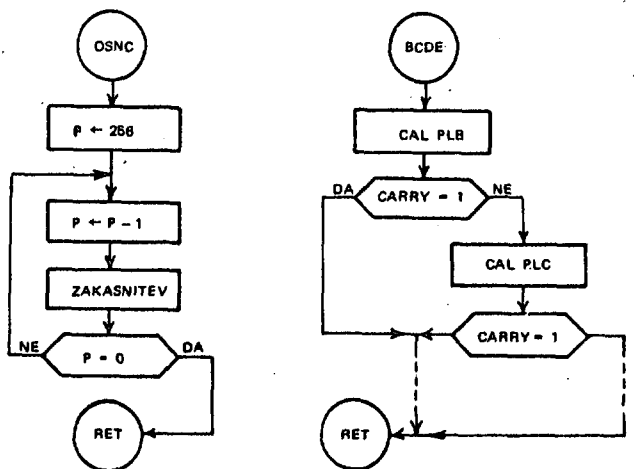 OSNC
P ← 256
P ← P - 1
ZAKASNITEV
NE
P = 0
DA
RET
BCDE
CAL PLB
DA
CARRY = 1
NE
CAL PLC
CARRY = 1
RET